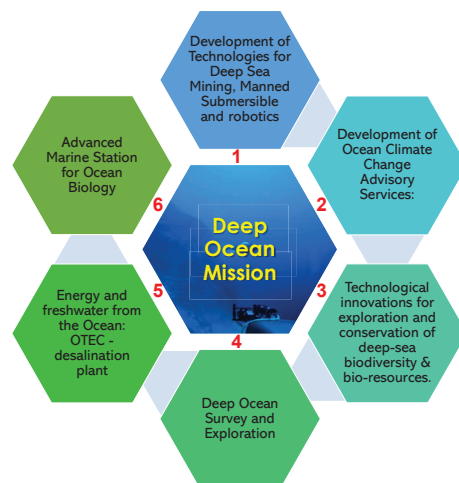 Development of
Technologies for
Deep Sea
Mining, Manned
Submersible
and robotics
1
Development of
Ocean Climate
Change
Advisory
Services:
2
Technological
innovations for
exploration and
conservation of
deep-sea
biodiversity &
bio-resources.
3
Deep Ocean
Survey and
Exploration
4
Energy and
freshwater from
the Ocean:
OTEC -
desalination
plant
5
Advanced
Marine Station
for Ocean
Biology
6
Deep
Ocean
Mission